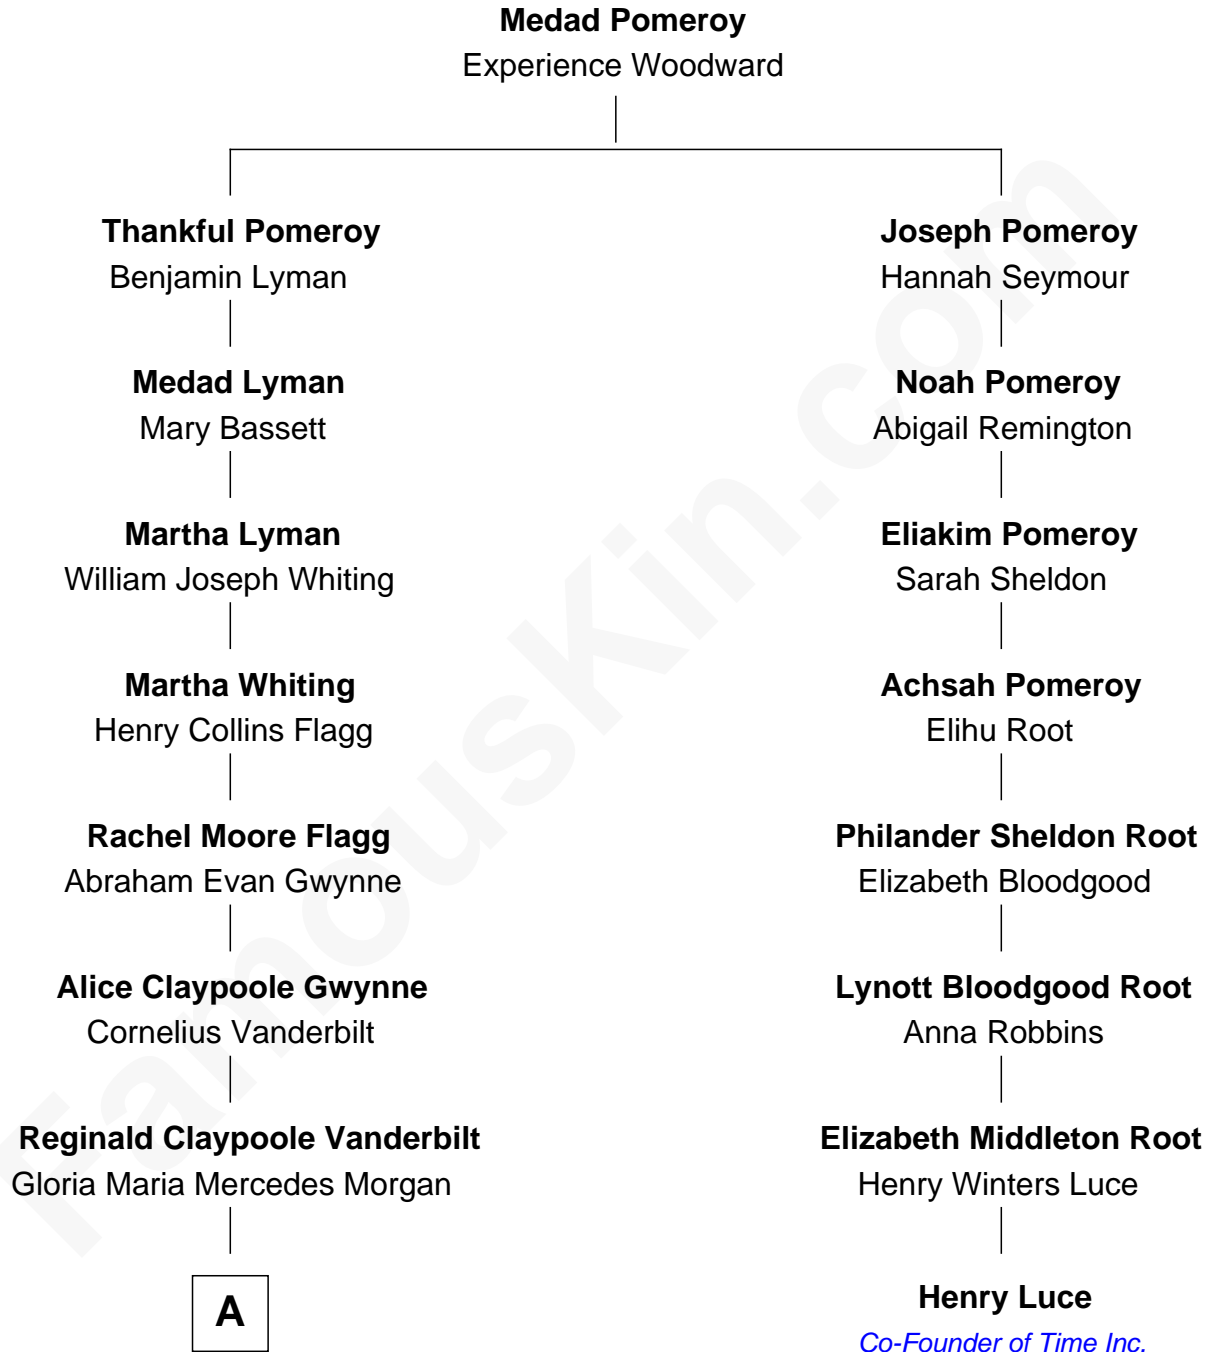 Medad Pomeroy
Experience Woodward
Thankful Pomeroy
Benjamin Lyman
Medad Lyman
Mary Bassett
Martha Lyman
William Joseph Whiting
Martha Whiting
Henry Collins Flagg
Rachel Moore Flagg
Abraham Evan Gwynne
Alice Claypoole Gwynne
Cornelius Vanderbilt
Reginald Claypoole Vanderbilt
Gloria Maria Mercedes Morgan
A
Joseph Pomeroy
Hannah Seymour
Noah Pomeroy
Abigail Remington
Eliakim Pomeroy
Sarah Sheldon
Achsah Pomeroy
Elihu Root
Philander Sheldon Root
Elizabeth Bloodgood
Lynott Bloodgood Root
Anna Robbins
Elizabeth Middleton Root
Henry Winters Luce
Henry Luce
Co-Founder of Time Inc.
FamousKin.com